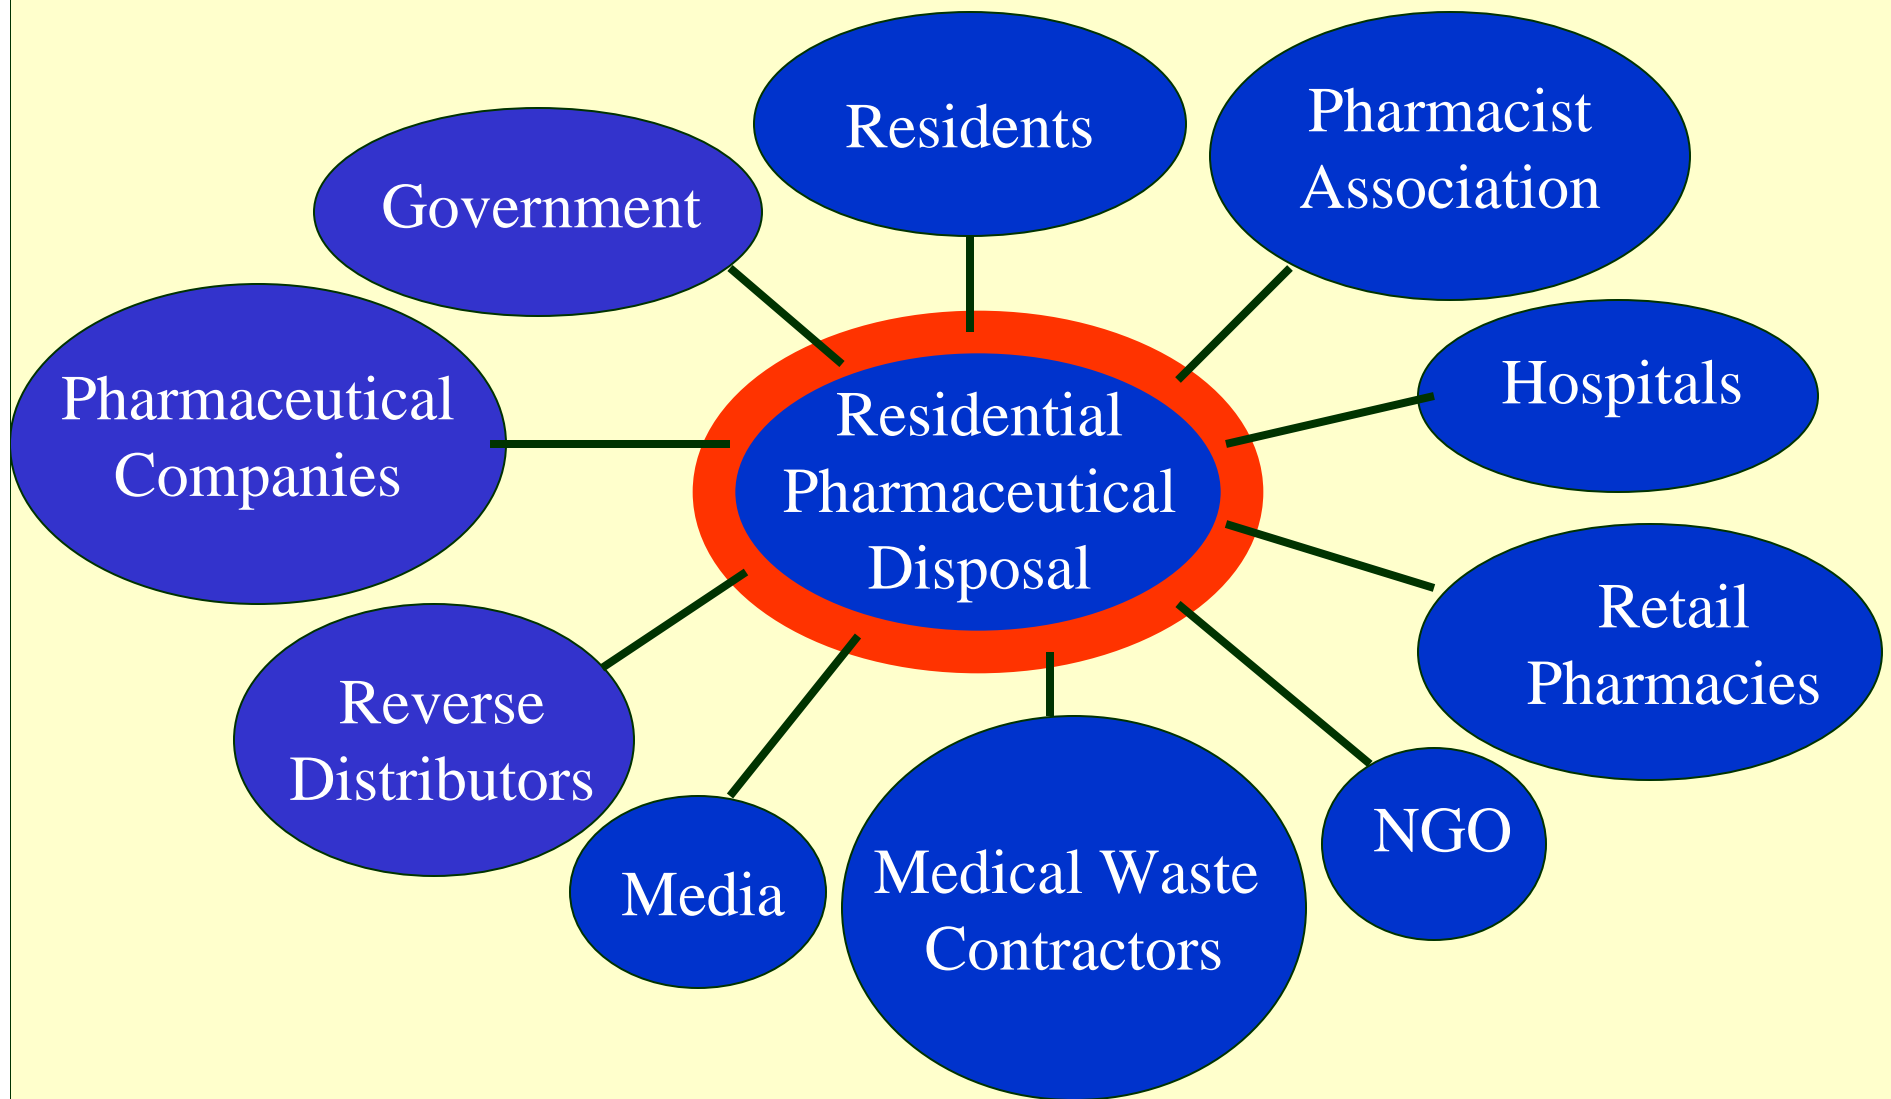 Residents
Pharmacist
Association
Government
Hospitals
Pharmaceutical
Companies
Residential
Pharmaceutical
Disposal
Retail
Pharmacies
Reverse
Distributors
NGO
Media
Medical Waste
Contractors